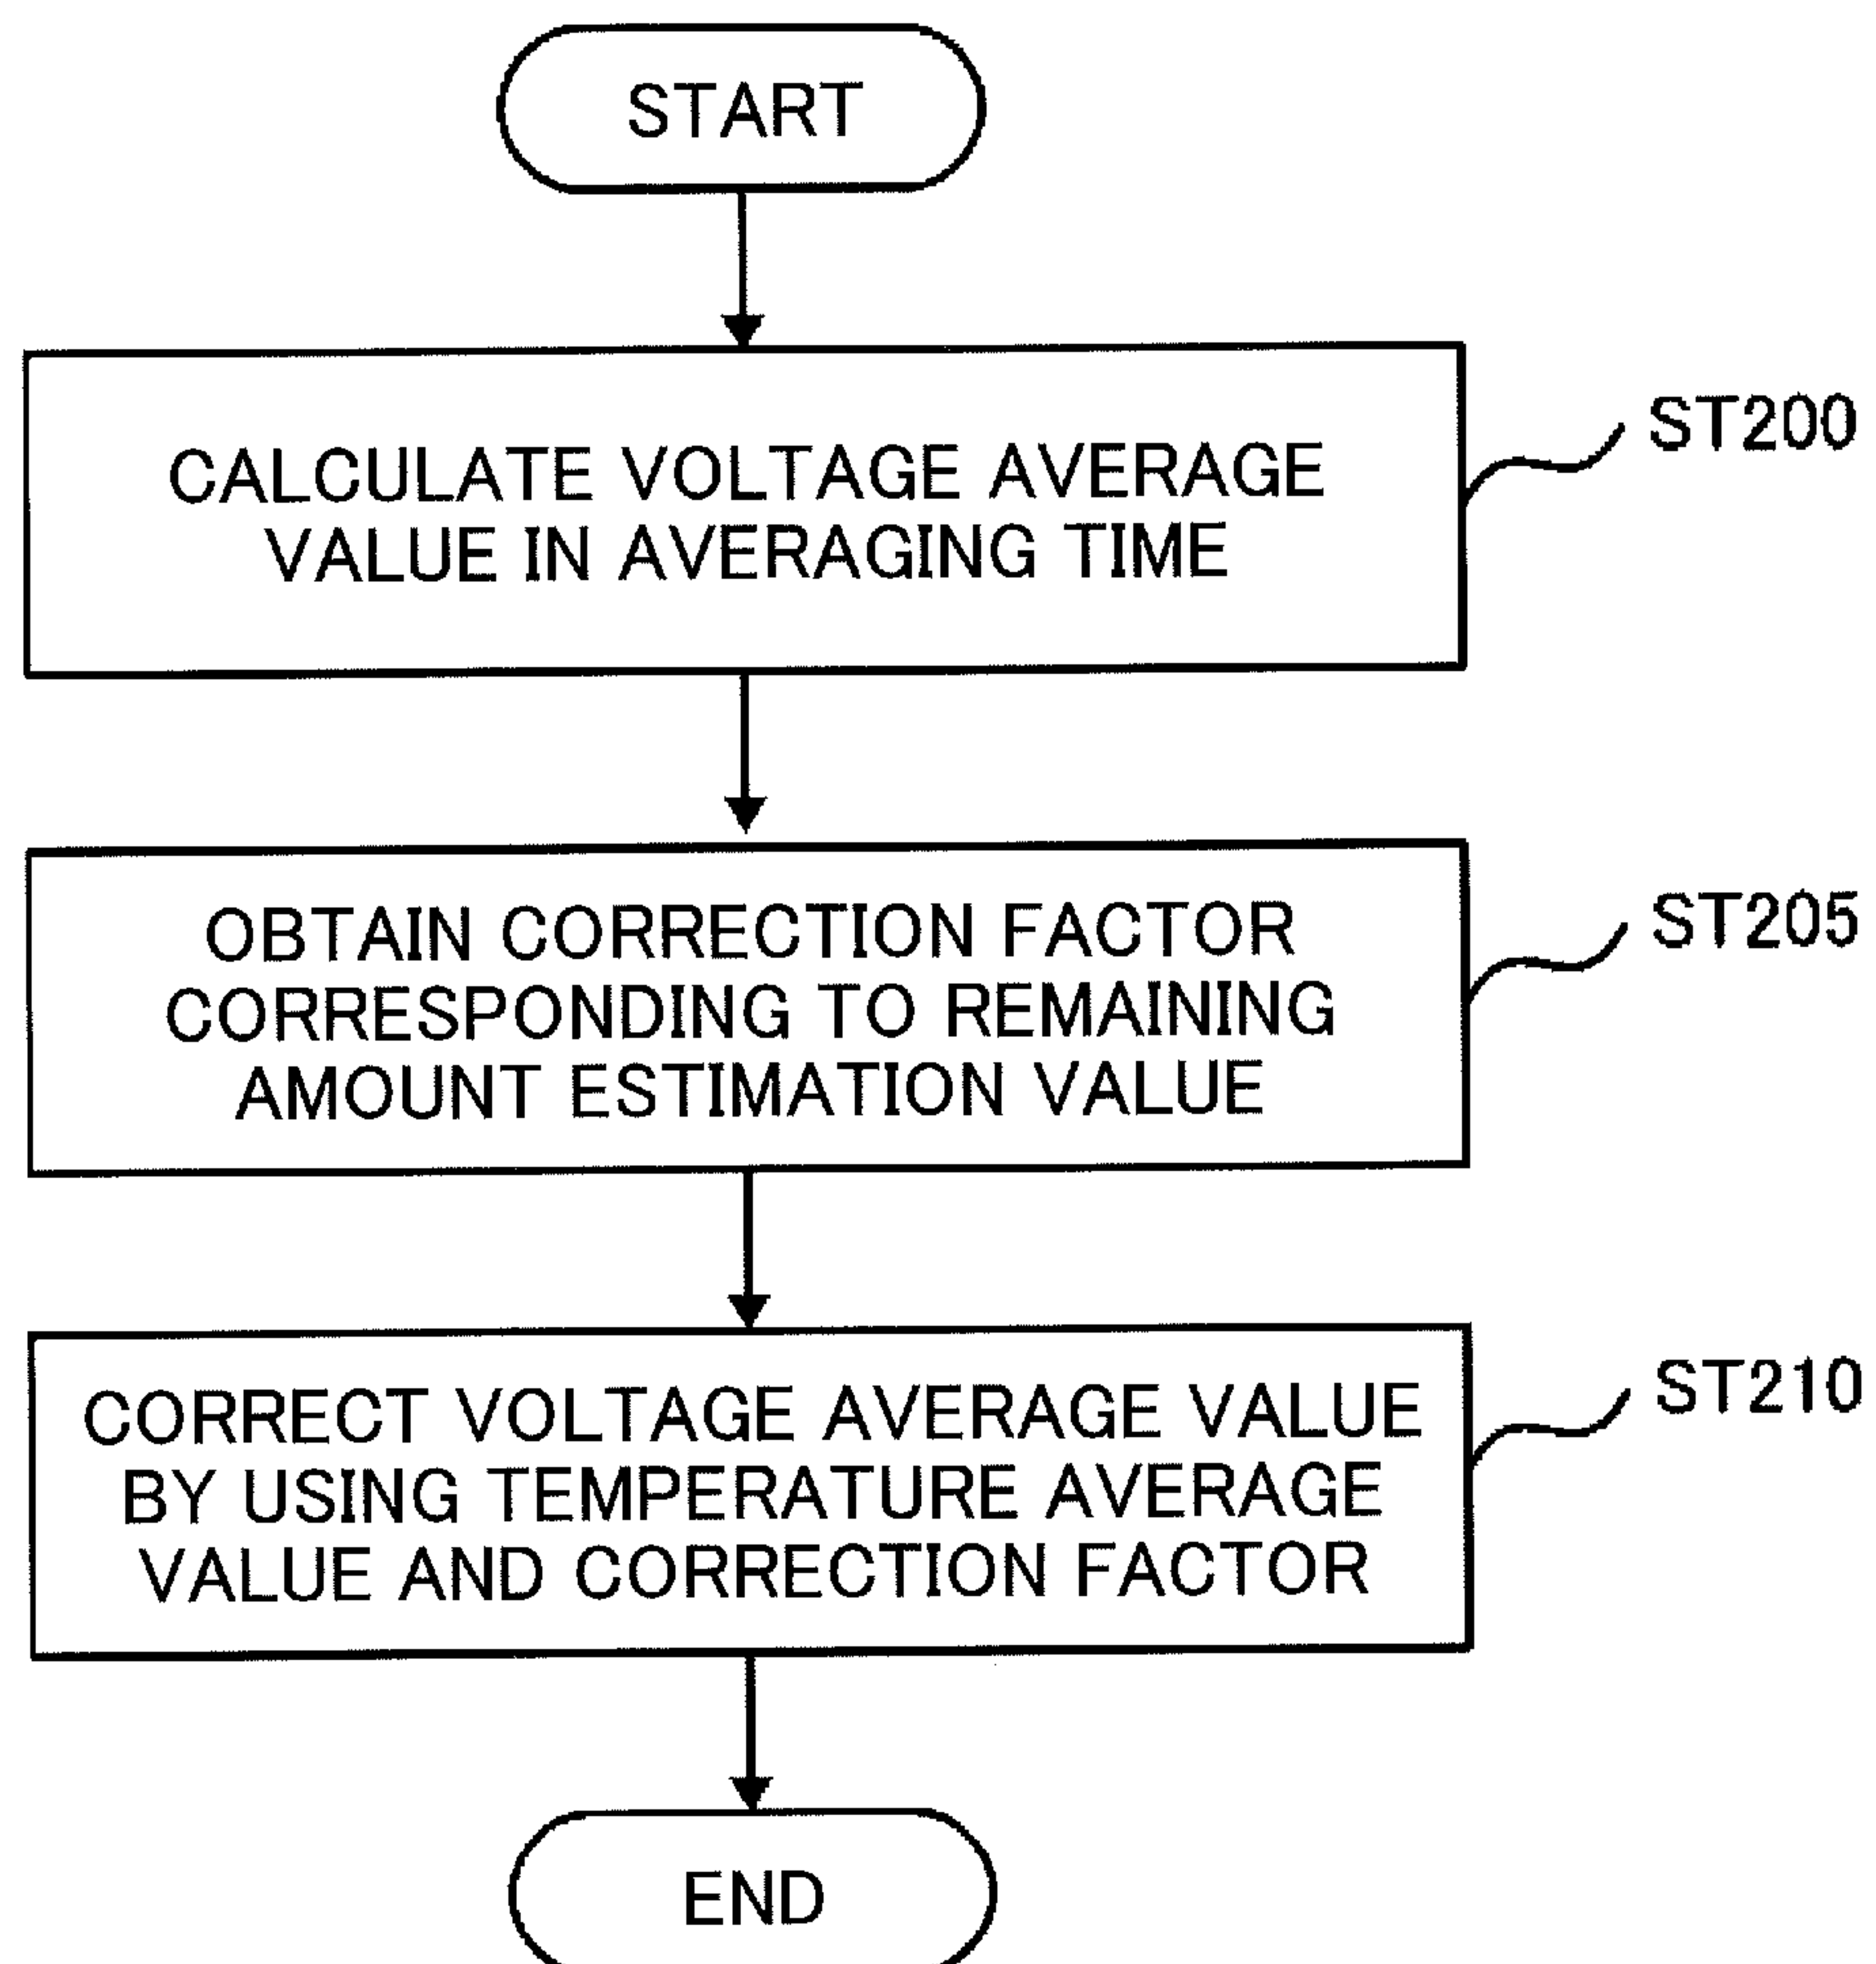 START
CALCULATE VOLTAGE AVERAGE
VALUE IN AVERAGING TIME
ST200
OBTAIN CORRECTION FACTOR
CORRESPONDING TO REMAINING
AMOUNT ESTIMATION VALUE
ST205
CORRECT VOLTAGE AVERAGE VALUE
BY USING TEMPERATURE AVERAGE
VALUE AND CORRECTION FACTOR
ST210
END